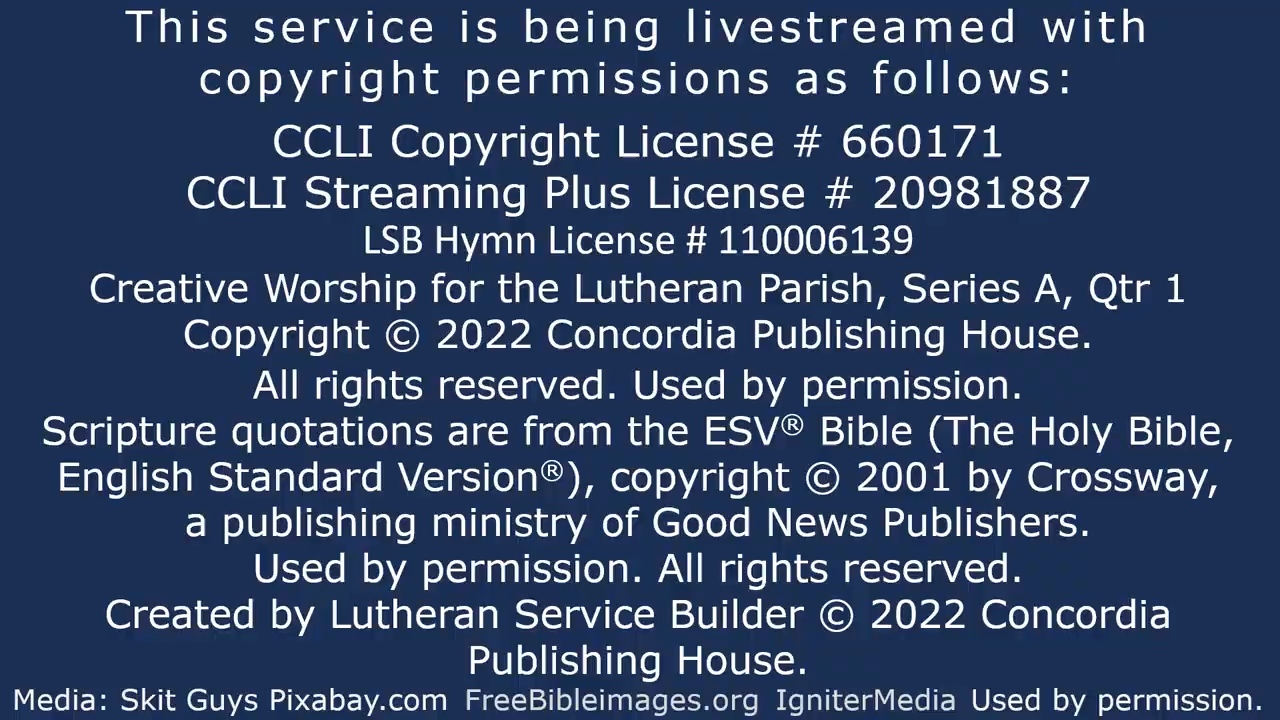 This service is being livestreamed with
copyright permissions as follows:
CCLI Copyright License # 660171
CCLI Streaming Plus License # 20981887
LSB Hymn License # 110006139
Creative Worship for the Lutheran Parish, Series A, Qtr 1
Copyright © 2022 Concordia Publishing House.
All rights reserved. Used by permission.
Scripture quotations are from the ESV® Bible (The Holy Bible,
English Standard Version®), copyright © 2001 by Crossway,
a publishing ministry of Good News Publishers.
Used by permission. All rights reserved.
Created by Lutheran Service Builder © 2022 Concordia
Publishing House.
Media: Skit Guys Pixabay.com FreeBibleimages.org IgniterMedia Used by permission.